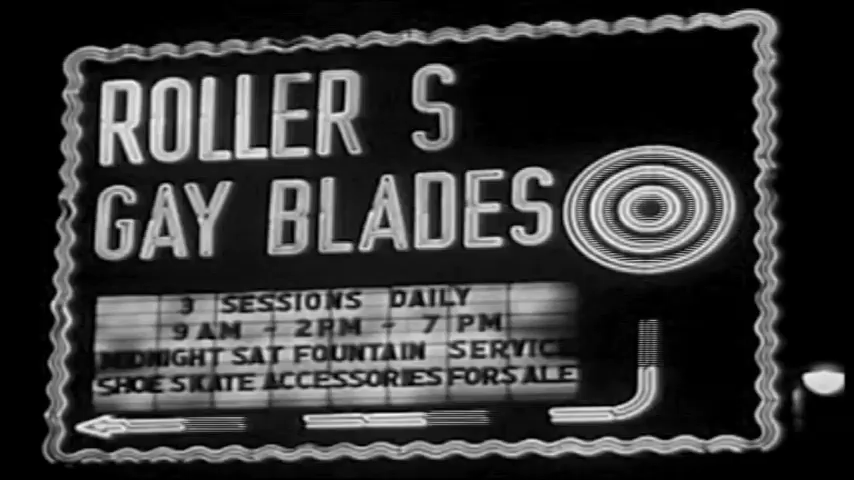 ROLLER S
GAY BLADES
3 SESSIONS DAILY
9 AM - 2 PM - 7 PM
MIDNIGHT SAT FOUNTAIN SERVICE
SHOE SKATE ACCESSORIES FOR SALE